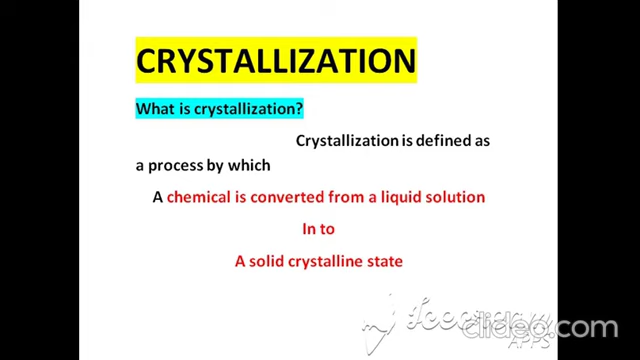 CRYSTALLIZATION
What is crystallization?
Crystallization is defined as
a process by which
A chemical is converted from a liquid solution
In to
A solid crystalline state
clideo.com
APPS